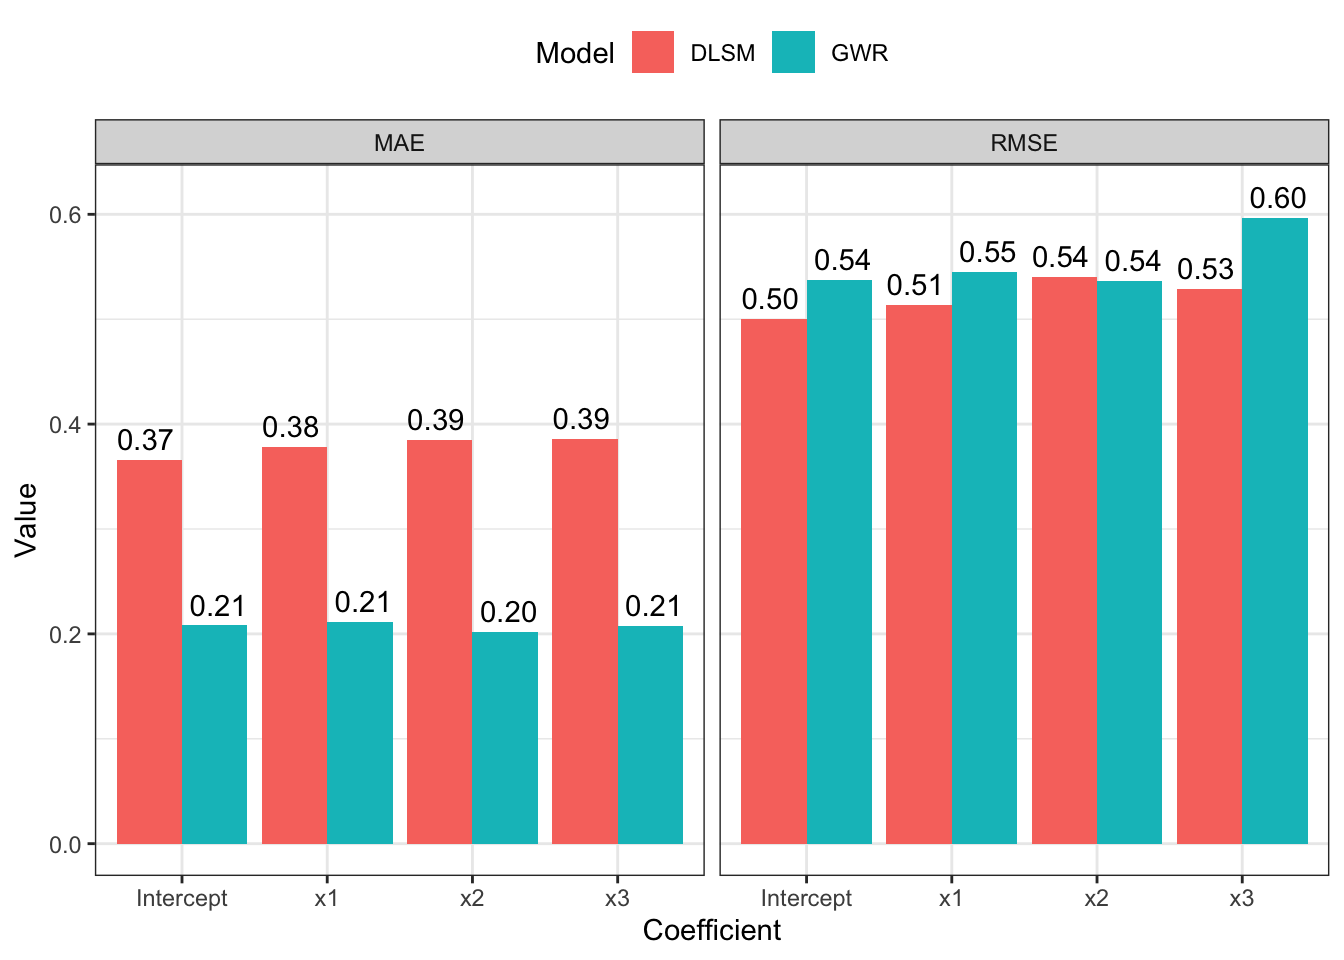 Model DLSM GWR
MAE RMSE
0.6
0.4
0.2
0.0
Value
0.37 0.21 0.38 0.21 0.39 0.20 0.39 0.21
0.50 0.54 0.51 0.55 0.54 0.54 0.53 0.60
Intercept x1 x2 x3 Intercept x1 x2 x3
Coefficient